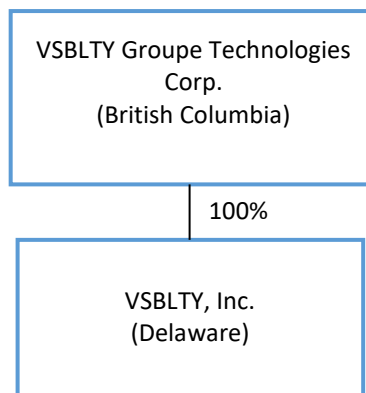 VSBLTY Groupe Technologies
Corp.
(British Columbia)
100%
VSBLTY, Inc.
(Delaware)